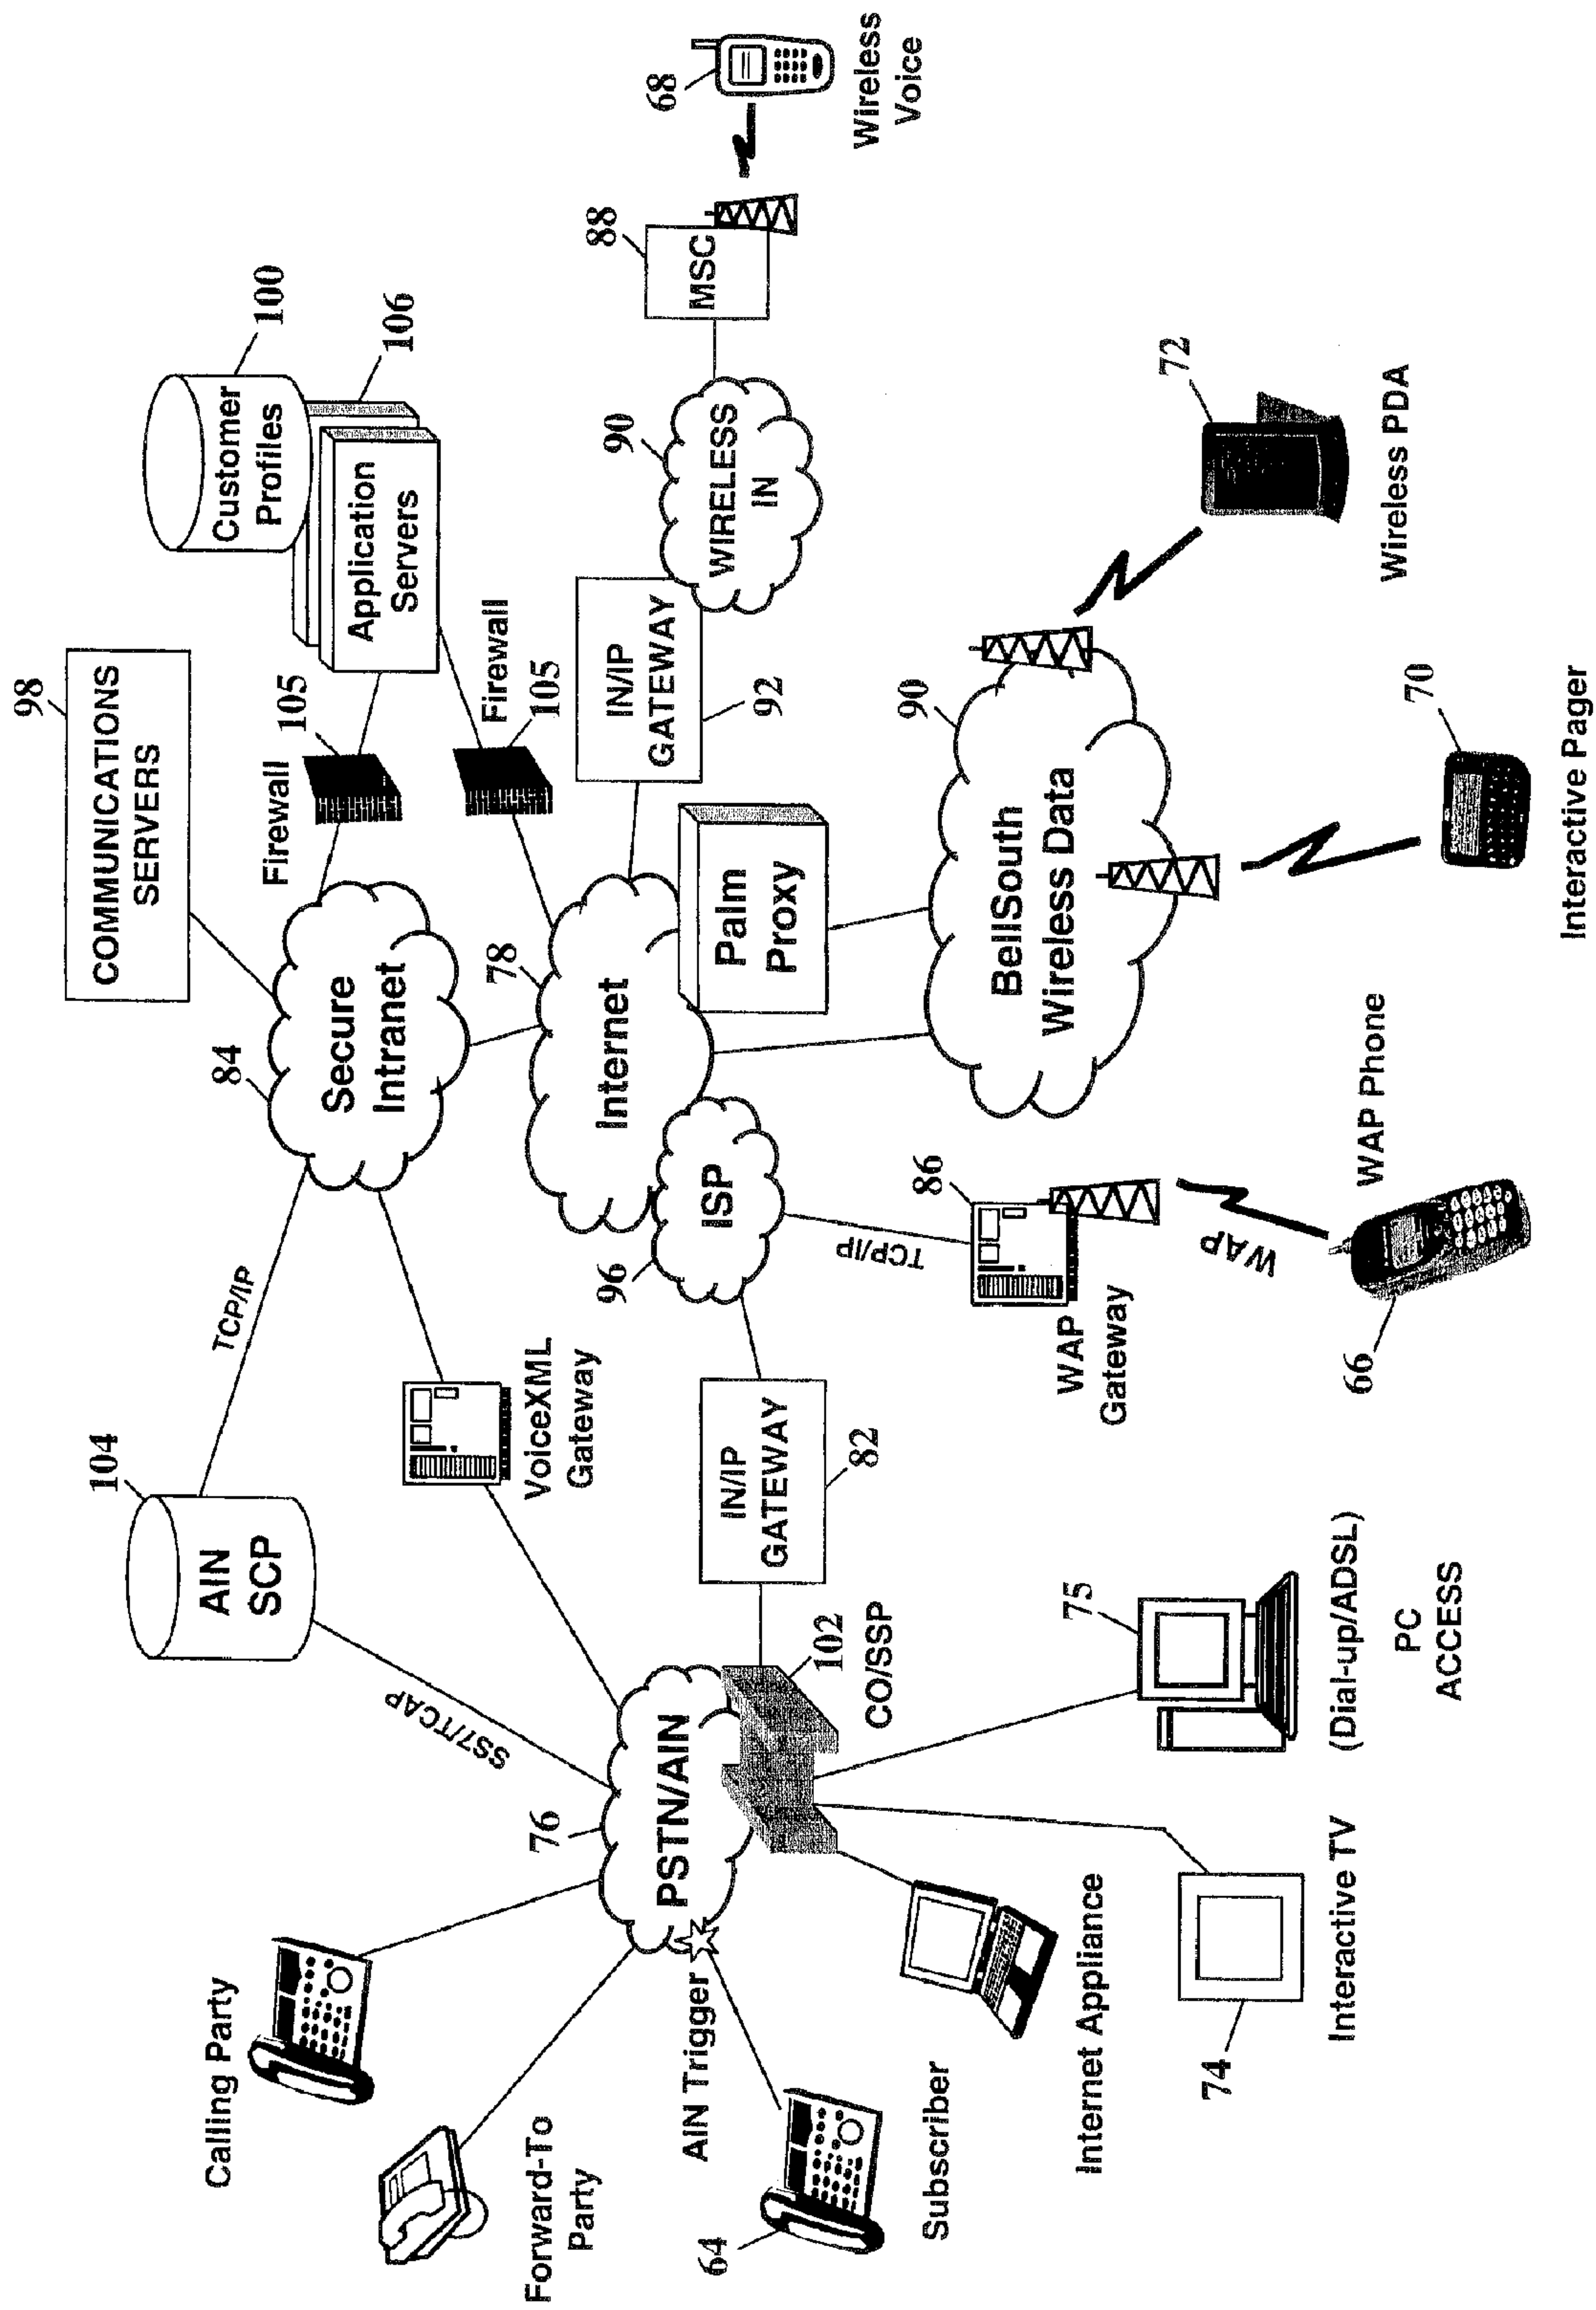 98
COMMUNICATIONS
SERVERS
100
Customer
Profiles
106
Application
Servers
104
AIN
SCP
TCP/IP
84
Secure
Intranet
Firewall
105
Firewall
105
SS7/TCAP
VoiceXML
Gateway
78
Internet
IN/IP
GATEWAY
92
90
WIRELESS
IN
88
MSC
68
Wireless
Voice
Calling Party
Forward-To
Party
76
PSTN/AIN
AIN Trigger
64
Subscriber
102
CO/SSP
IN/IP
GATEWAY
82
96
ISP
Palm
Proxy
TCP/IP
86
WAP
Gateway
WAP
66
WAP Phone
90
BellSouth
Wireless Data
72
Wireless PDA
70
Interactive Pager
Internet Appliance
74
Interactive TV
75
(Dial-up/ADSL)
PC
ACCESS